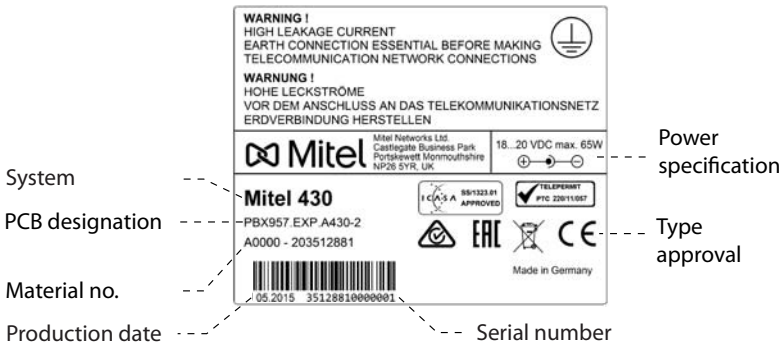 WARNING !
HIGH LEAKAGE CURRENT
EARTH CONNECTION ESSENTIAL BEFORE MAKING
TELECOMMUNICATION NETWORK CONNECTIONS
WARNUNG !
HOHE LECKSTRÖME
VOR DEM ANSCHLUSS AN DAS TELEKOMMUNIKATIONSNETZ
ERDVERBINDUNG HERSTELLEN
Mitel
Mitel Networks Ltd.
Castlegate Business Park
Portskewett Monmouthshire
NP26 5YR, UK
18...20 VDC max. 65W
Power
specification
System
Mitel 430
ICASA
SS/1323.01
APPROVED
TELEPERMIT
PTC 220/11/057
PCB designation
PBX957.EXP.A430-2
A0000 - 203512881
EAC
CE
Type
approval
Made in Germany
Material no.
05.2015 35128810000001
Production date
Serial number